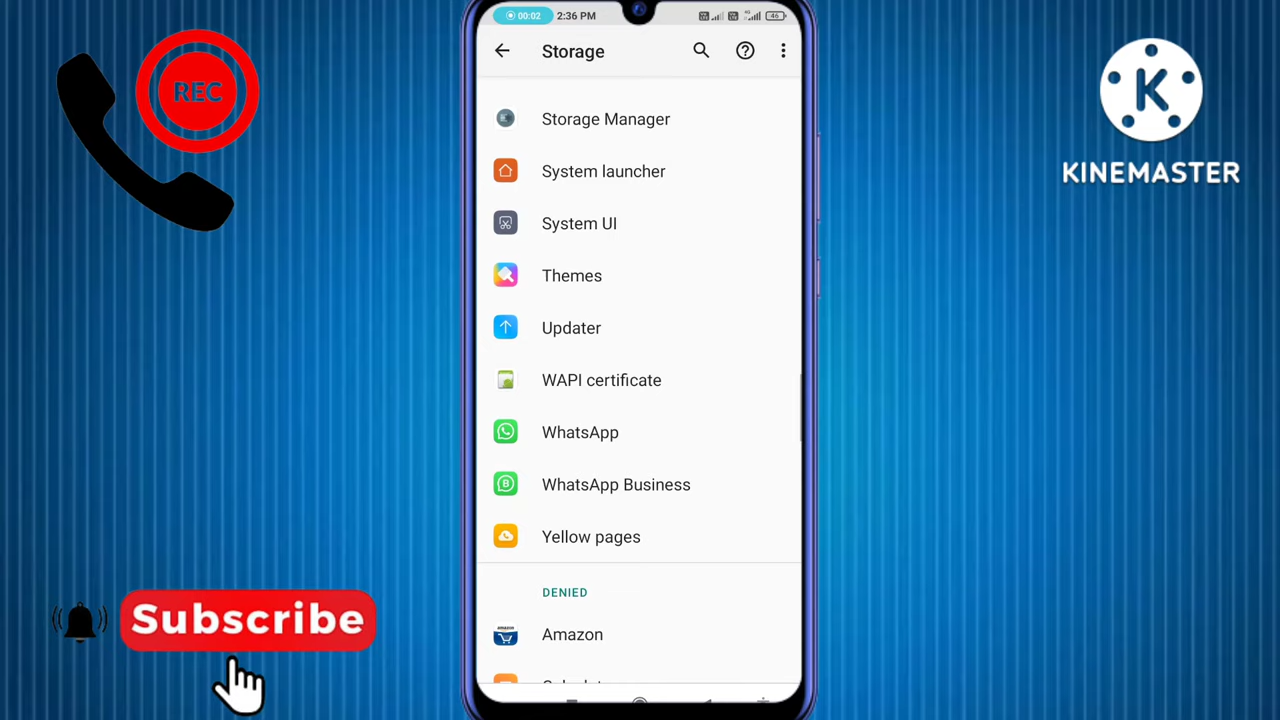 00:02 2:36 PM 46
Storage
REC
KINEMASTER
Storage Manager
System launcher
System UI
Themes
Updater
WAPI certificate
WhatsApp
WhatsApp Business
Yellow pages
DENIED
Amazon
Subscribe